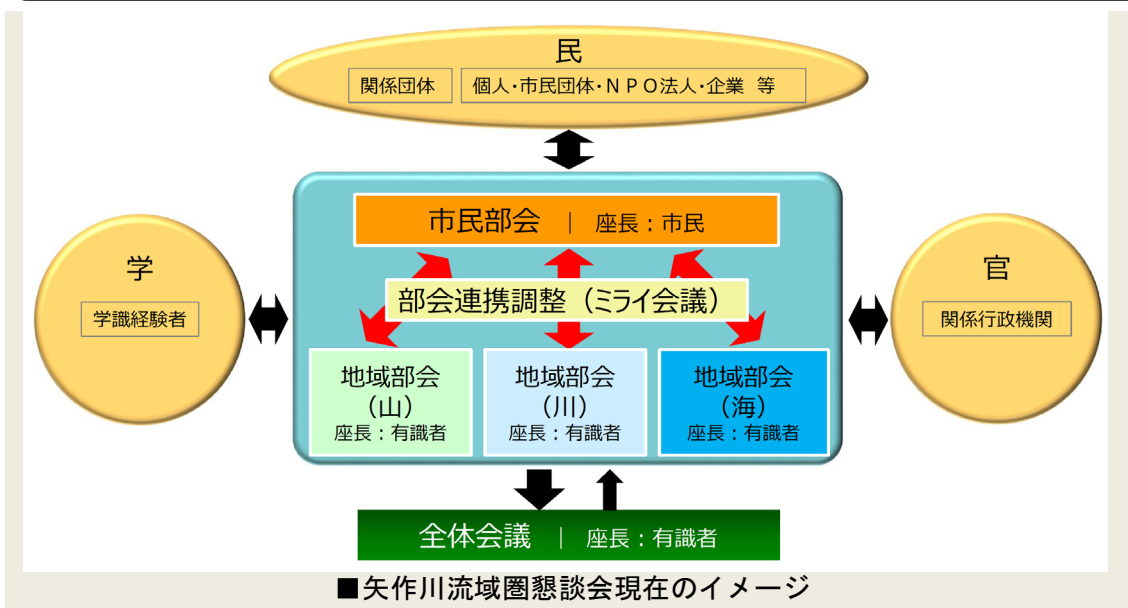 民
関係団体
個人・市民団体・ＮＰＯ法人・企業 等
市民部会 ｜ 座長：市民
学
学識経験者
部会連携調整（ミライ会議）
官
関係行政機関
地域部会
（山）
座長：有識者
地域部会
（川）
座長：有識者
地域部会
（海）
座長：有識者
全体会議 ｜ 座長：有識者
■矢作川流域圏懇談会現在のイメージ